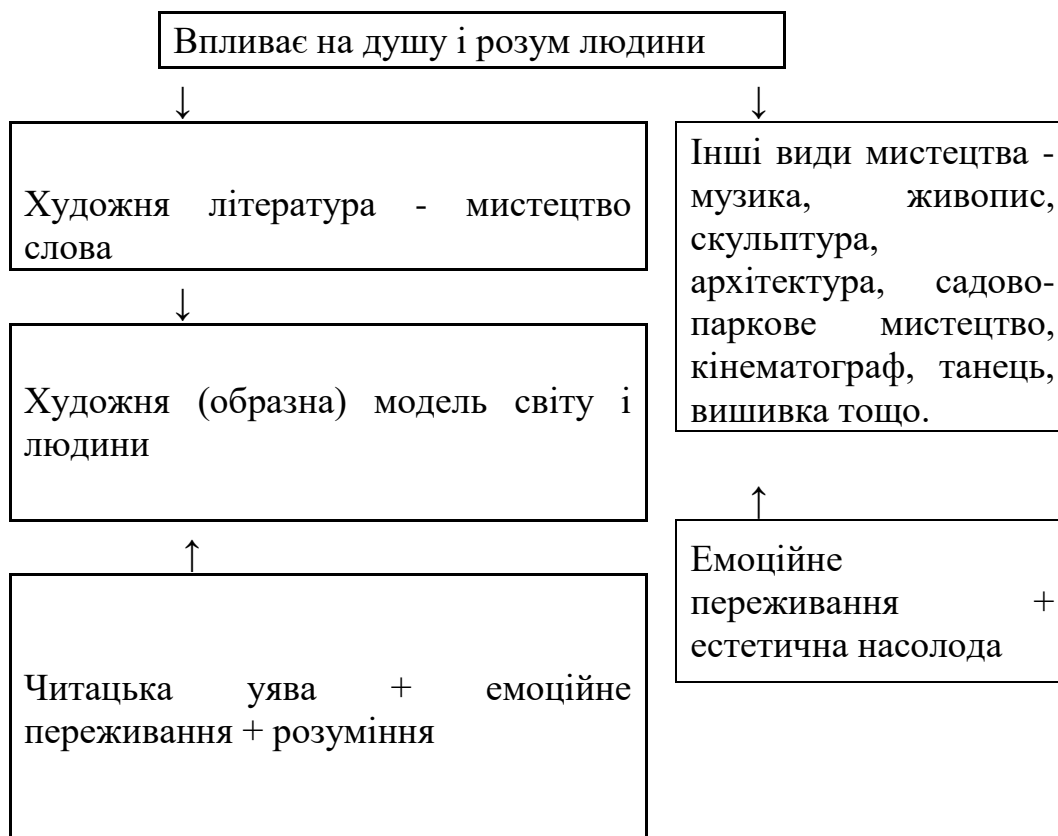 Впливає на душу і розум людини
↓
↓
Художня література - мистецтво
слова
↓
Художня (образна) модель світу і
людини
↑
Читацька уява + емоційне
переживання + розуміння
Інші види мистецтва -
музика, живопис,
скульптура,
архітектура, садово-
паркове мистецтво,
кінематограф, танець,
вишивка тощо.
↑
Емоційне
переживання +
естетична насолода